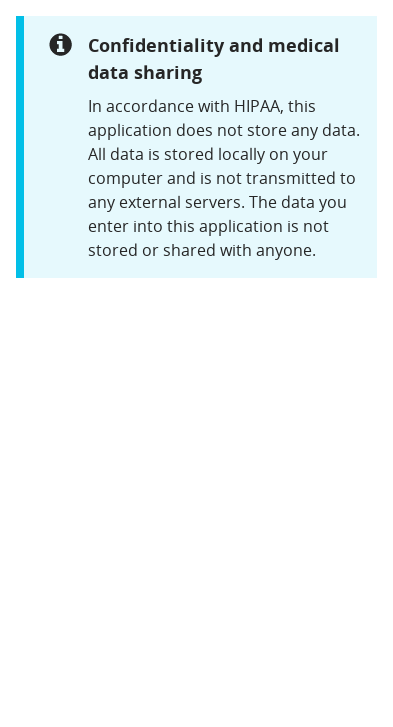 Confidentiality and medical
data sharing
In accordance with HIPAA, this
application does not store any data.
All data is stored locally on your
computer and is not transmitted to
any external servers. The data you
enter into this application is not
stored or shared with anyone.